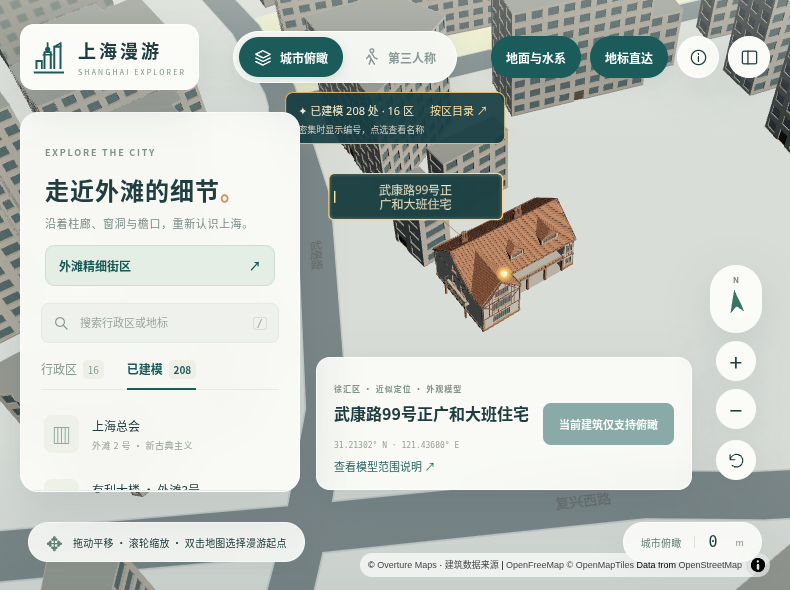 上海漫游
SHANGHAI EXPLORER
城市俯瞰
第三人称
地面与水系
地标直达
✦ 已建模 208 处 · 16 区 按区目录 ↗
密集时显示编号，点选查看名称
EXPLORE THE CITY
走近外滩的细节。
沿着柱廊、窗洞与檐口，重新认识上海。
外滩精细街区 ↗
搜索行政区或地标 /
行政区 16 已建模 208
上海总会
外滩 2 号 · 新古典主义
有利大楼 · 外滩3号
武康路99号正
广和大班住宅
武康路
N
徐汇区 · 近似定位 · 外观模型
武康路99号正广和大班住宅
31.21302° N · 121.43680° E
查看模型范围说明 ↗
当前建筑仅支持俯瞰
复兴西路
拖动平移 · 滚轮缩放 · 双击地图选择漫游起点
城市俯瞰 0 m
© Overture Maps · 建筑数据来源 | OpenFreeMap © OpenMapTiles Data from OpenStreetMap